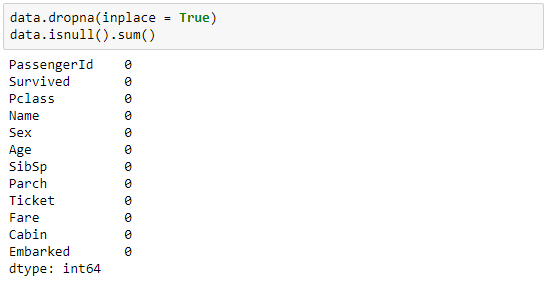 data.dropna(inplace = True)
data.isnull().sum()
PassengerId    0
Survived       0
Pclass         0
Name           0
Sex            0
Age            0
SibSp          0
Parch          0
Ticket         0
Fare           0
Cabin          0
Embarked       0
dtype: int64